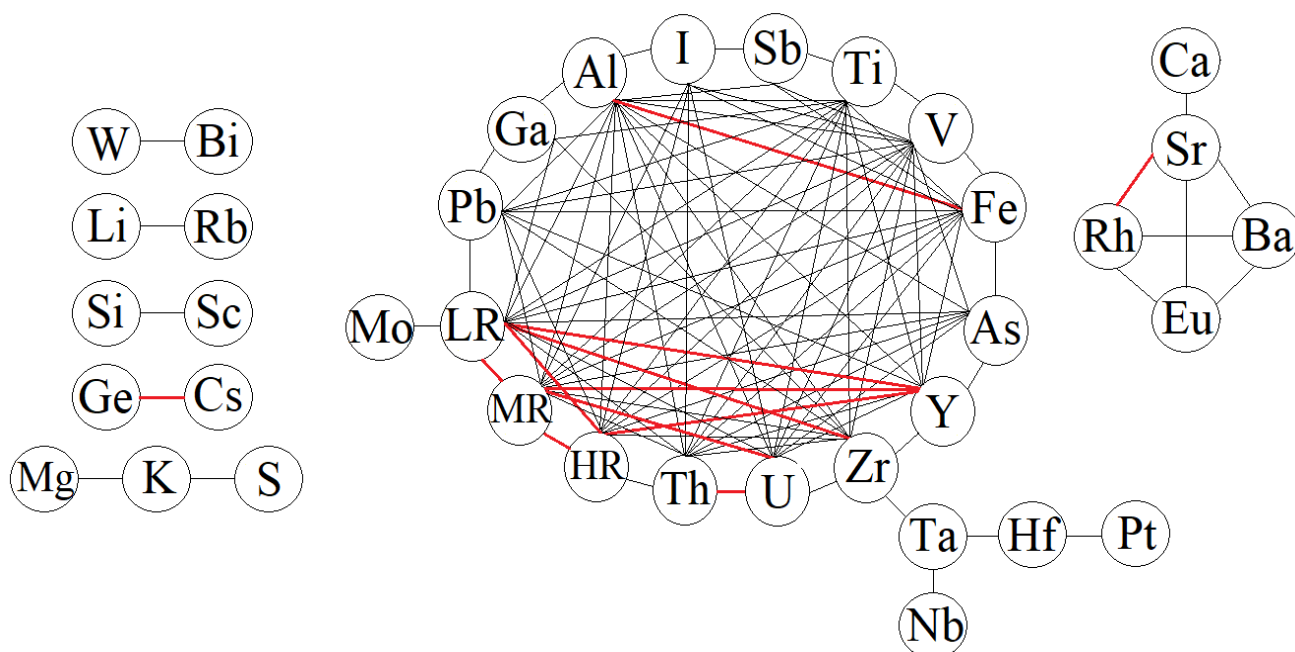 W Bi
Li Rb
Si Sc
Ge Cs
Mg K S
I Sb
Al Ti
Ga V
Pb Fe
Mo LR As
MR Y
HR Zr
Th U
Ta Hf Pt
Nb
Ca
Sr
Rh Ba
Eu